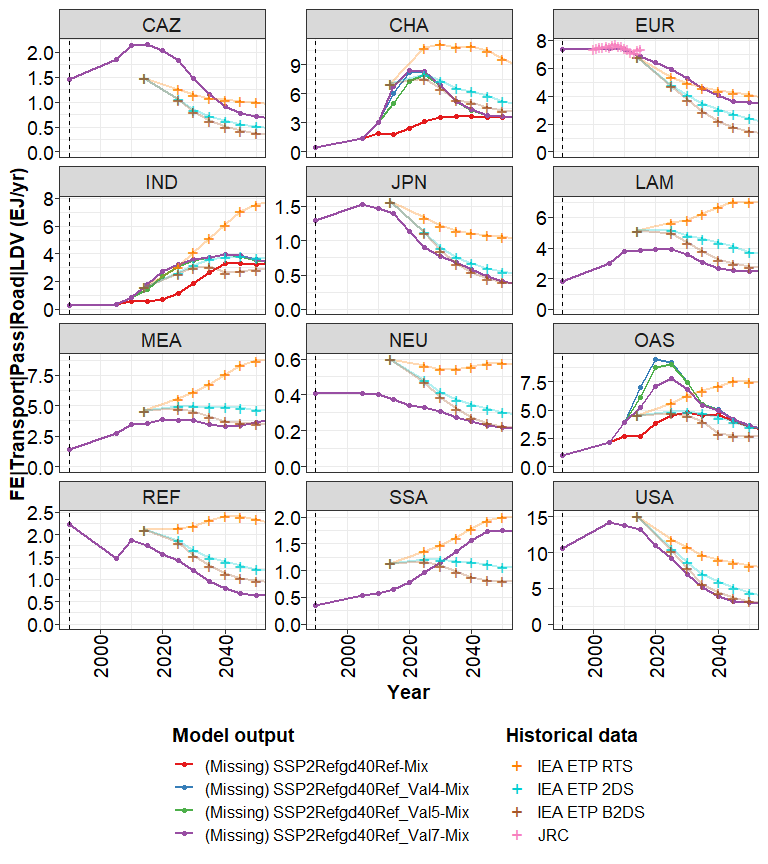 FE|Transport|Pass|Road|LDV (EJ/yr)
CAZ
CHA
EUR
2.0
1.5
1.0
0.5
0.0
9
6
3
0
8
6
4
2
0
IND
JPN
LAM
8
6
4
2
0
1.5
1.0
0.5
0.0
6
4
2
0
MEA
NEU
OAS
7.5
5.0
2.5
0.0
0.6
0.4
0.2
0.0
7.5
5.0
2.5
0.0
REF
SSA
USA
2.5
2.0
1.5
1.0
0.5
0.0
2.0
1.5
1.0
0.5
0.0
15
10
5
0
2000 2020 2040
2000 2020 2040
2000 2020 2040
Year
Model output
(Missing) SSP2Refgd40Ref-Mix
(Missing) SSP2Refgd40Ref_Val4-Mix
(Missing) SSP2Refgd40Ref_Val5-Mix
(Missing) SSP2Refgd40Ref_Val7-Mix
Historical data
IEA ETP RTS
IEA ETP 2DS
IEA ETP B2DS
JRC